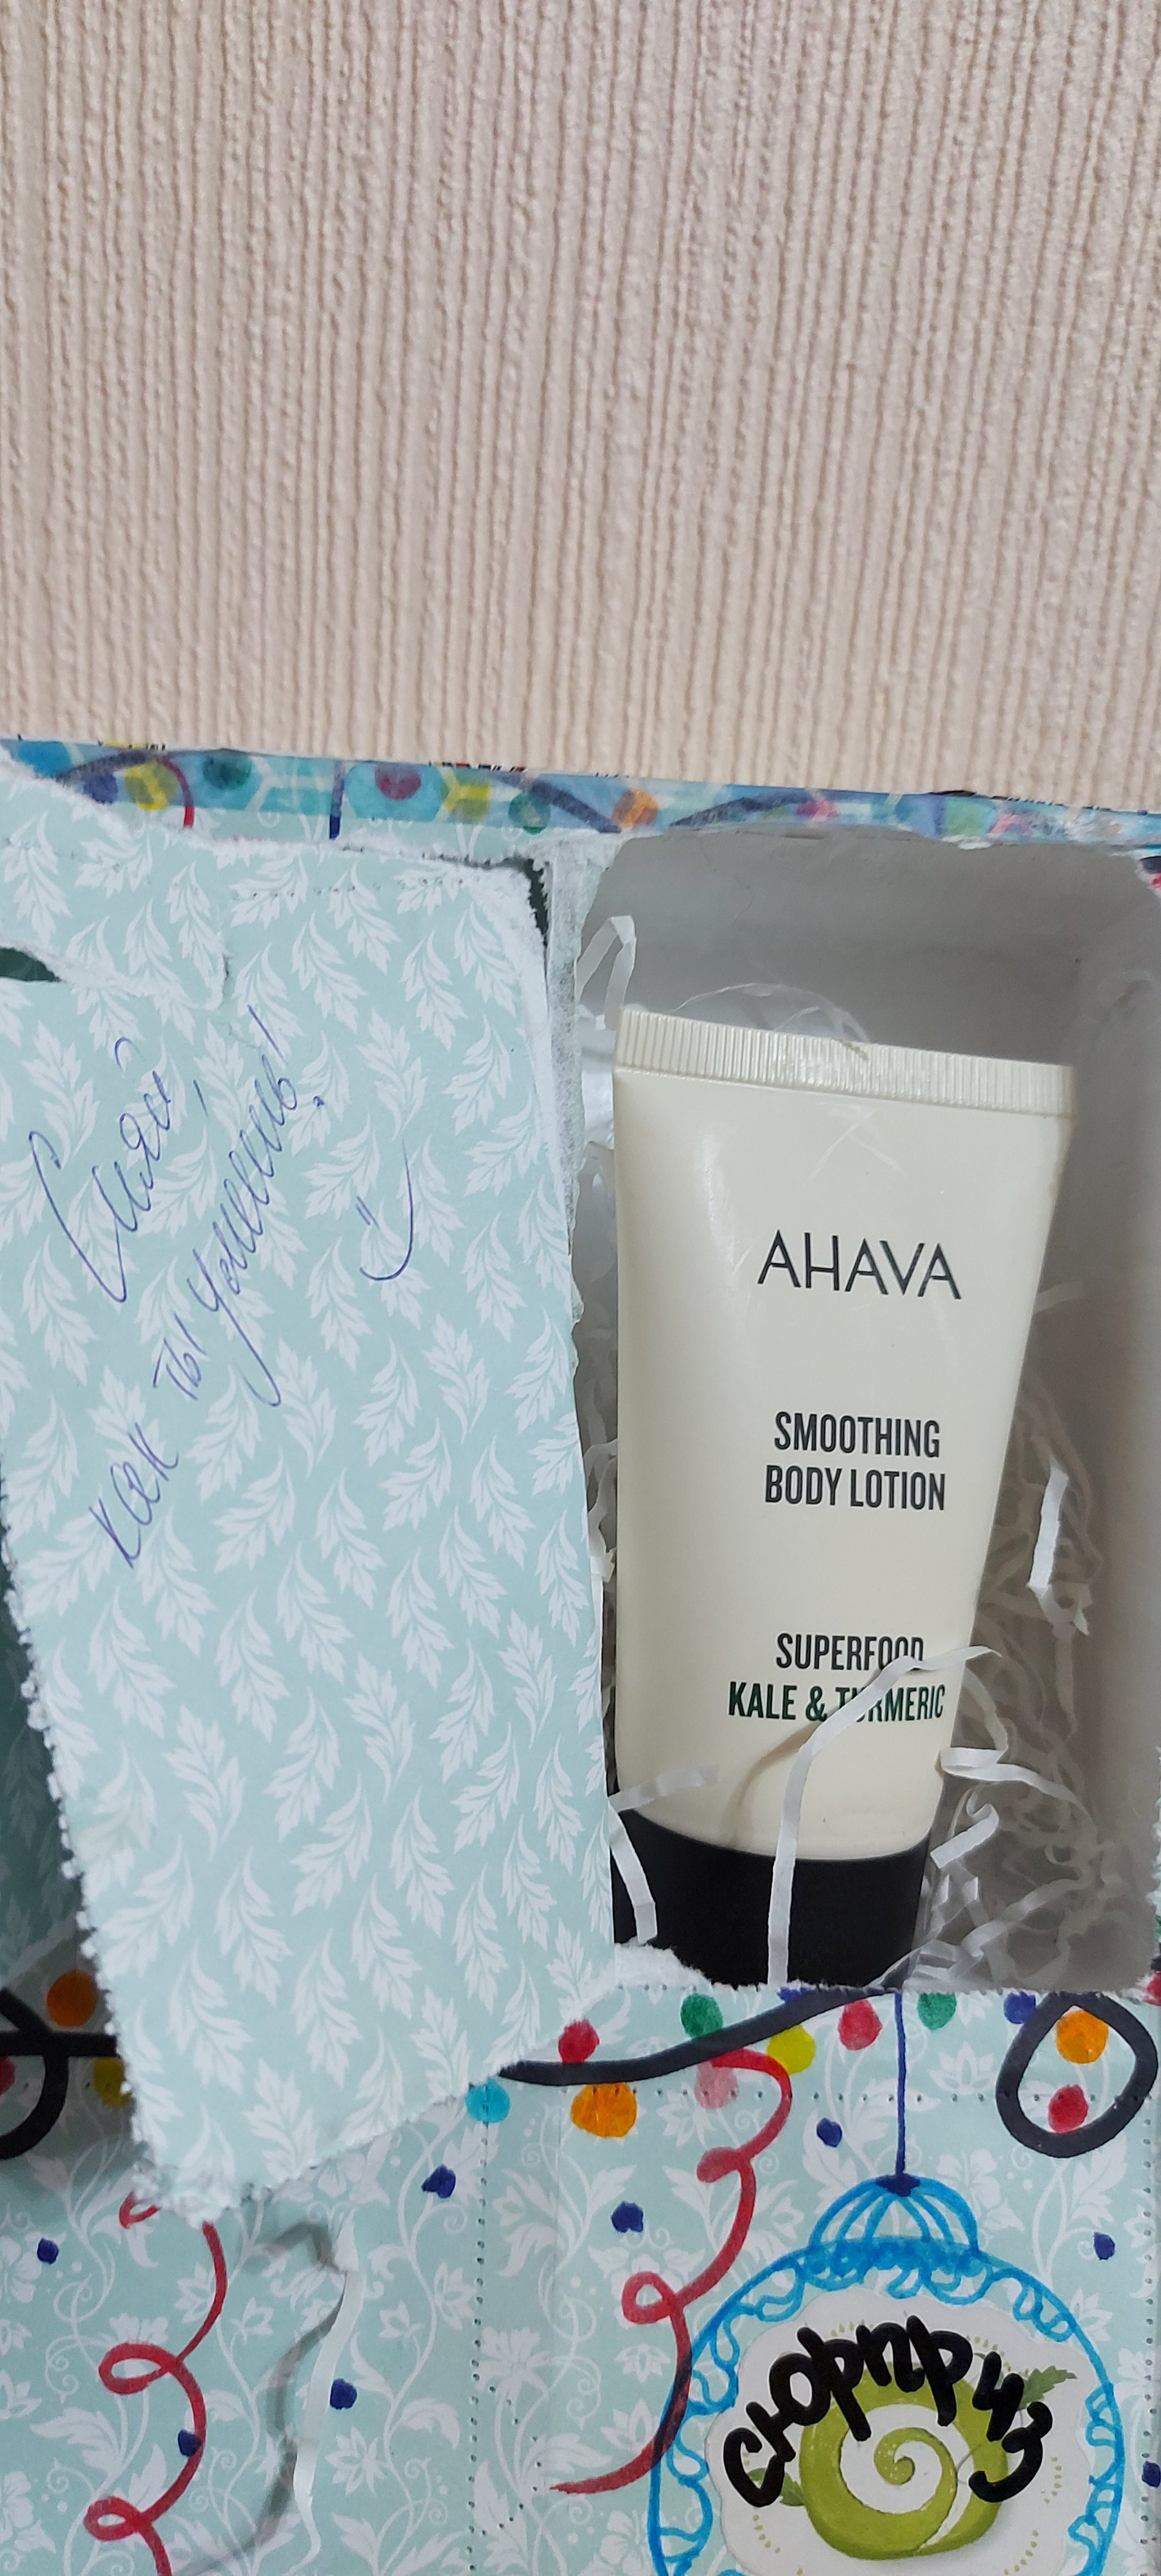 Сияй,
как ты умеешь!
AHAVA
SMOOTHING
BODY LOTION
SUPERFOOD
KALE & TURMERIC
сюрприз